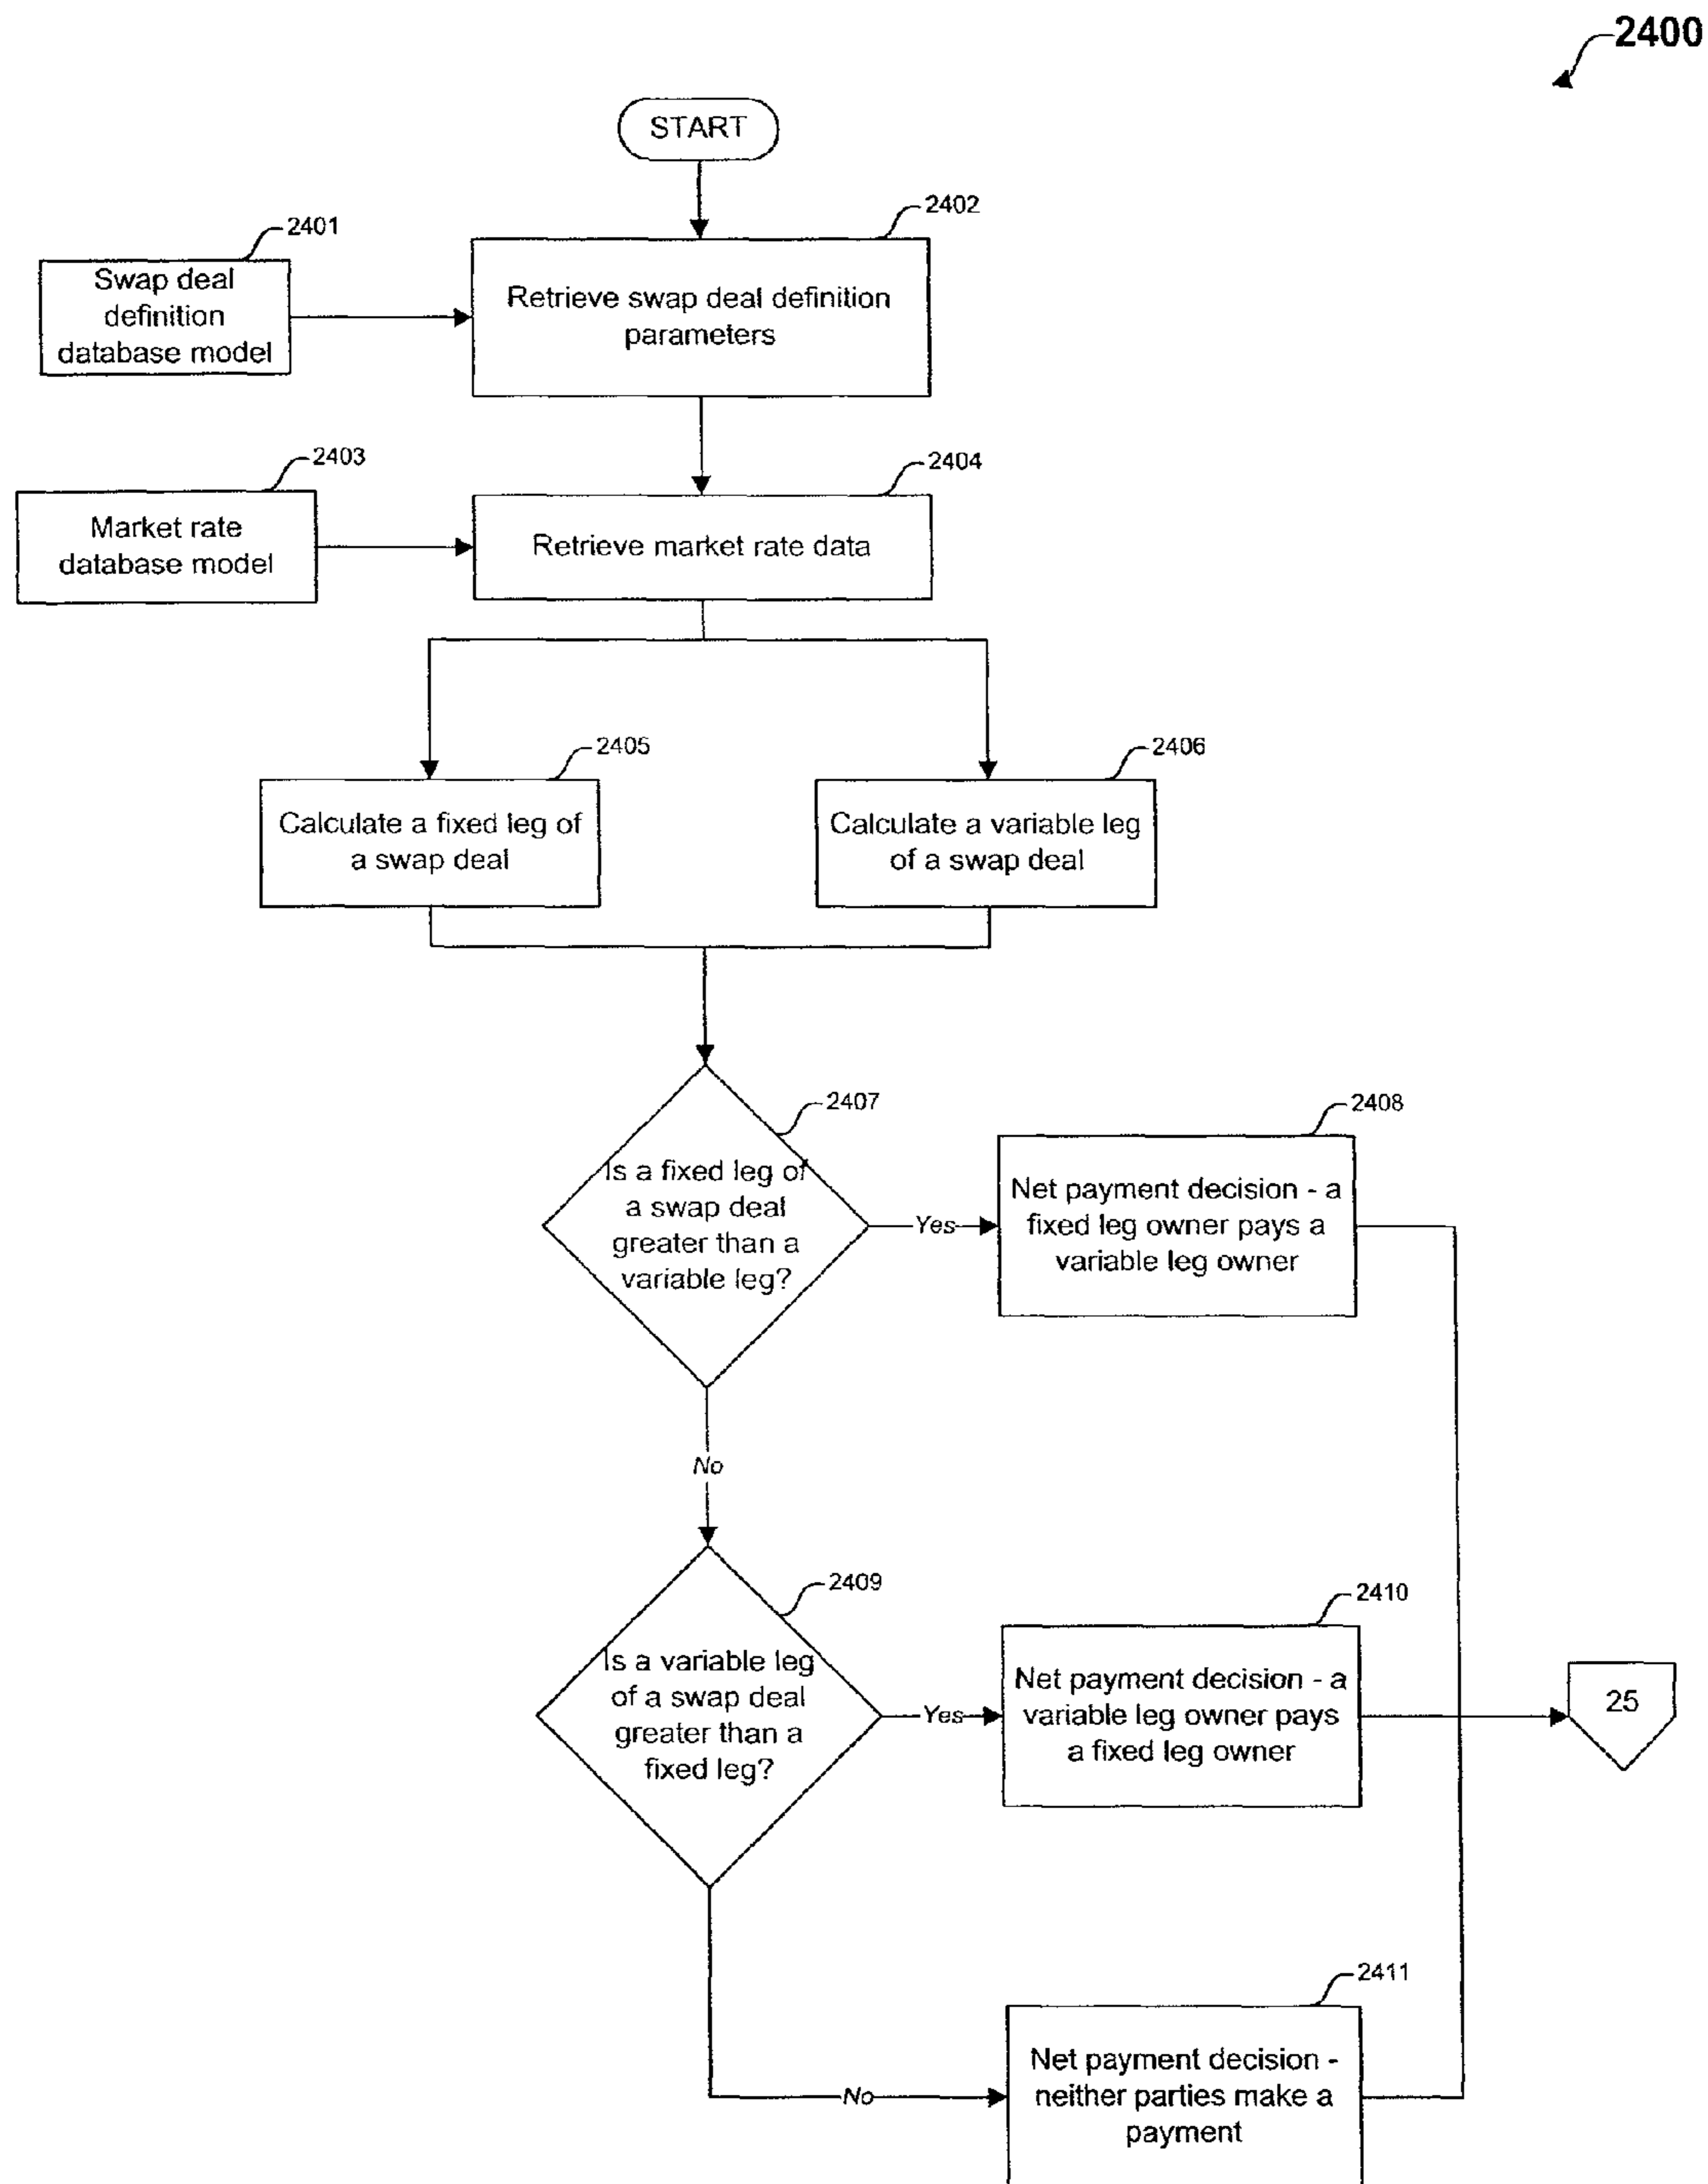 2400
START
2402
2401
Swap deal
definition
database model
Retrieve swap deal definition
parameters
2403
2404
Market rate
database model
Retrieve market rate data
2405
2406
Calculate a fixed leg of
a swap deal
Calculate a variable leg
of a swap deal
2407
2408
Is a fixed leg of
a swap deal
greater than a
variable leg?
Yes
Net payment decision - a
fixed leg owner pays a
variable leg owner
No
2409
2410
Is a variable leg
of a swap deal
greater than a
fixed leg?
Yes
Net payment decision - a
variable leg owner pays
a fixed leg owner
25
2411
No
Net payment decision -
neither parties make a
payment